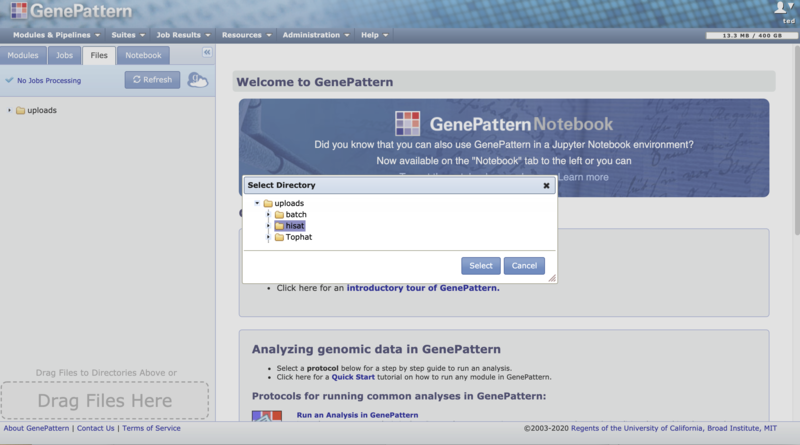 GenePattern
ted
Modules & Pipelines Suites Job Results Resources Administration Help
13.3 MB / 400 GB
Modules Jobs Files Notebook
No Jobs Processing
Refresh
uploads
Welcome to GenePattern
GenePattern Notebook
Did you know that you can also use GenePattern in a Jupyter Notebook environment?
Now available on the "Notebook" tab to the left or you can
Learn more
Select Directory
uploads
batch
hisat
Tophat
Select Cancel
Click here for an introductory tour of GenePattern.
Analyzing genomic data in GenePattern
Select a protocol below for a step by step guide to run an analysis.
Click here for a Quick Start tutorial on how to run any module in GenePattern.
Protocols for running common analyses in GenePattern:
Run an Analysis in GenePattern
Drag Files to Directories Above or
Drag Files Here
About GenePattern | Contact Us | Terms of Service
©2003-2020 Regents of the University of California, Broad Institute, MIT